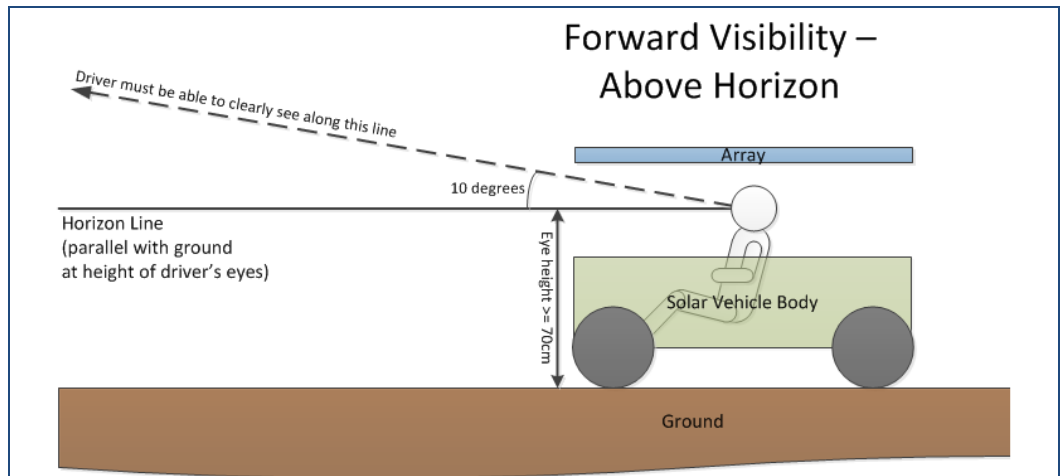 Forward Visibility –
Above Horizon
Driver must be able to clearly see along this line
Array
10 degrees
Horizon Line
(parallel with ground
at height of driver's eyes)
Eye height >= 70cm
Solar Vehicle Body
Ground